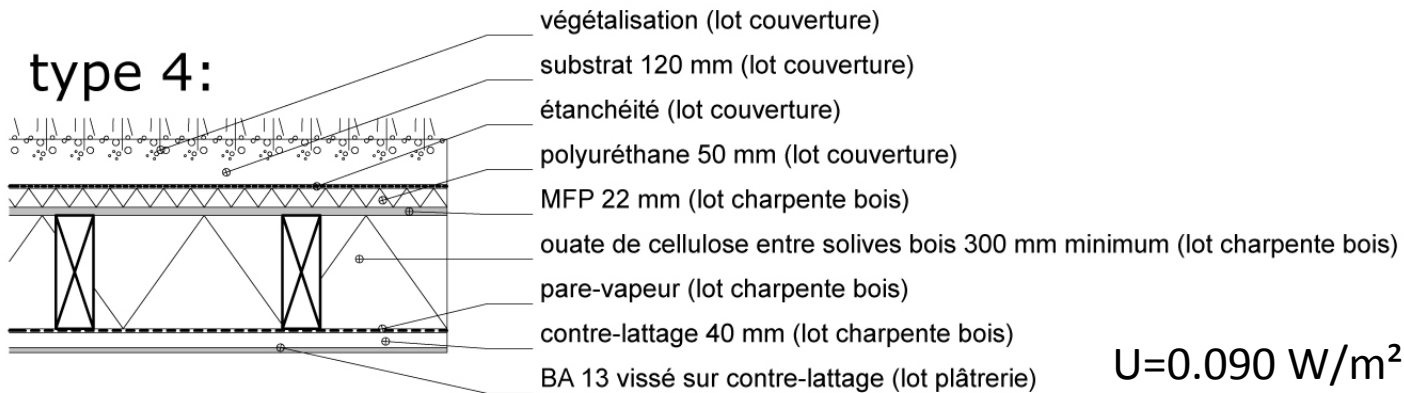 type 4:
végétalisation (lot couverture)
substrat 120 mm (lot couverture)
étanchéité (lot couverture)
polyuréthane 50 mm (lot couverture)
MFP 22 mm (lot charpente bois)
ouate de cellulose entre solives bois 300 mm minimum (lot charpente bois)
pare-vapeur (lot charpente bois)
contre-lattage 40 mm (lot charpente bois)
BA 13 vissé sur contre-lattage (lot plâtrerie)
U=0.090 W/m²